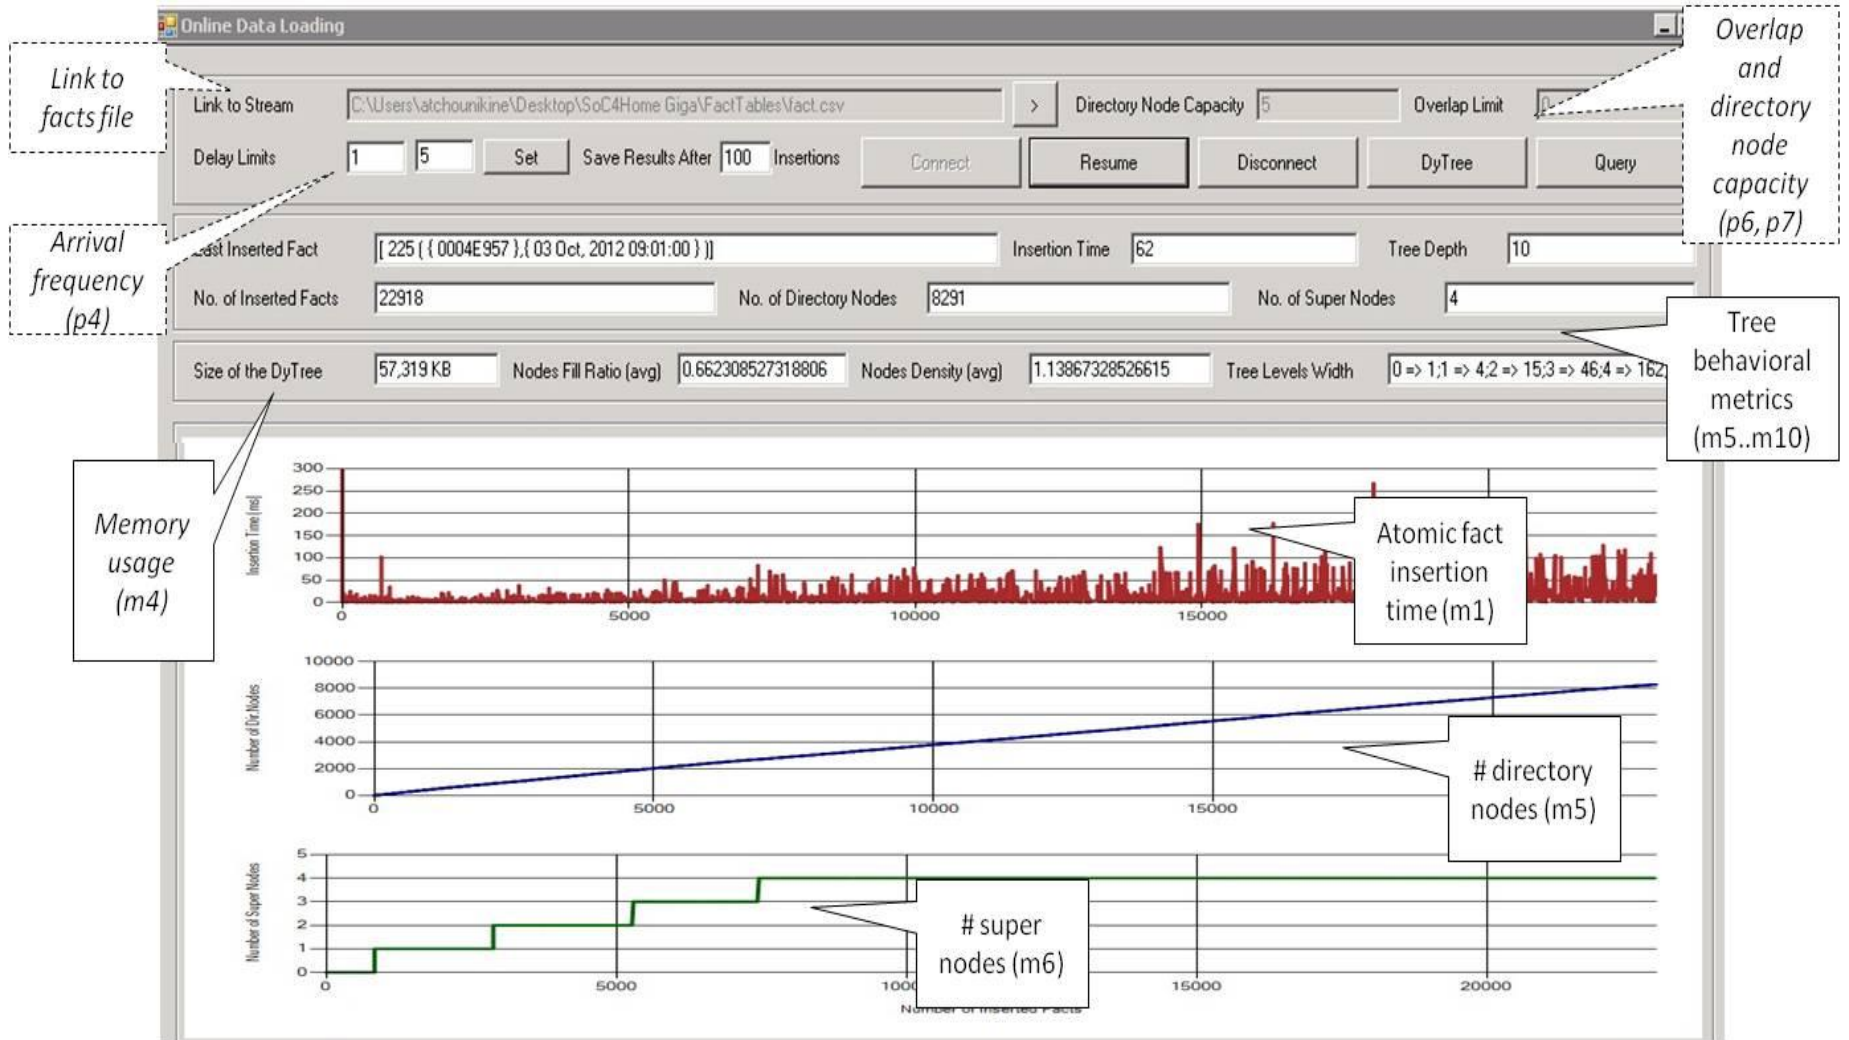 Online Data Loading
Link to
facts file
Overlap
and
directory
node
capacity
(p6, p7)
Link to Stream C:\Users\atchounikine\Desktop\SoC4Home Giga\FactTables\fact.csv > Directory Node Capacity 5 Overlap Limit
Delay Limits 1 5 Set Save Results After 100 Insertions Connect Resume Disconnect DyTree Query
Arrival
frequency
(p4)
Last Inserted Fact [ 225 ( { 0004E957 },{ 03 Oct, 2012 09:01:00 } )] Insertion Time 62 Tree Depth 10
No. of Inserted Facts 22918 No. of Directory Nodes 8291 No. of Super Nodes 4
Tree
behavioral
metrics
(m5..m10)
Size of the DyTree 57,319 KB Nodes Fill Ratio (avg) 0.662308527318806 Nodes Density (avg) 1.13867328526615 Tree Levels Width 0 => 1;1 => 4;2 => 15;3 => 46;4 => 162;
Memory
usage
(m4)
Insertion Time [ms]
300
250
200
150
100
50
0
0 5000 10000 15000
Atomic fact
insertion
time (m1)
Number of Dir.Nodes
10000
8000
6000
4000
2000
0
0 5000 10000 15000
# directory
nodes (m5)
Number of Super Nodes
5
4
3
2
1
0
0 5000 15000 20000
# super
nodes (m6)
Number of Inserted Facts